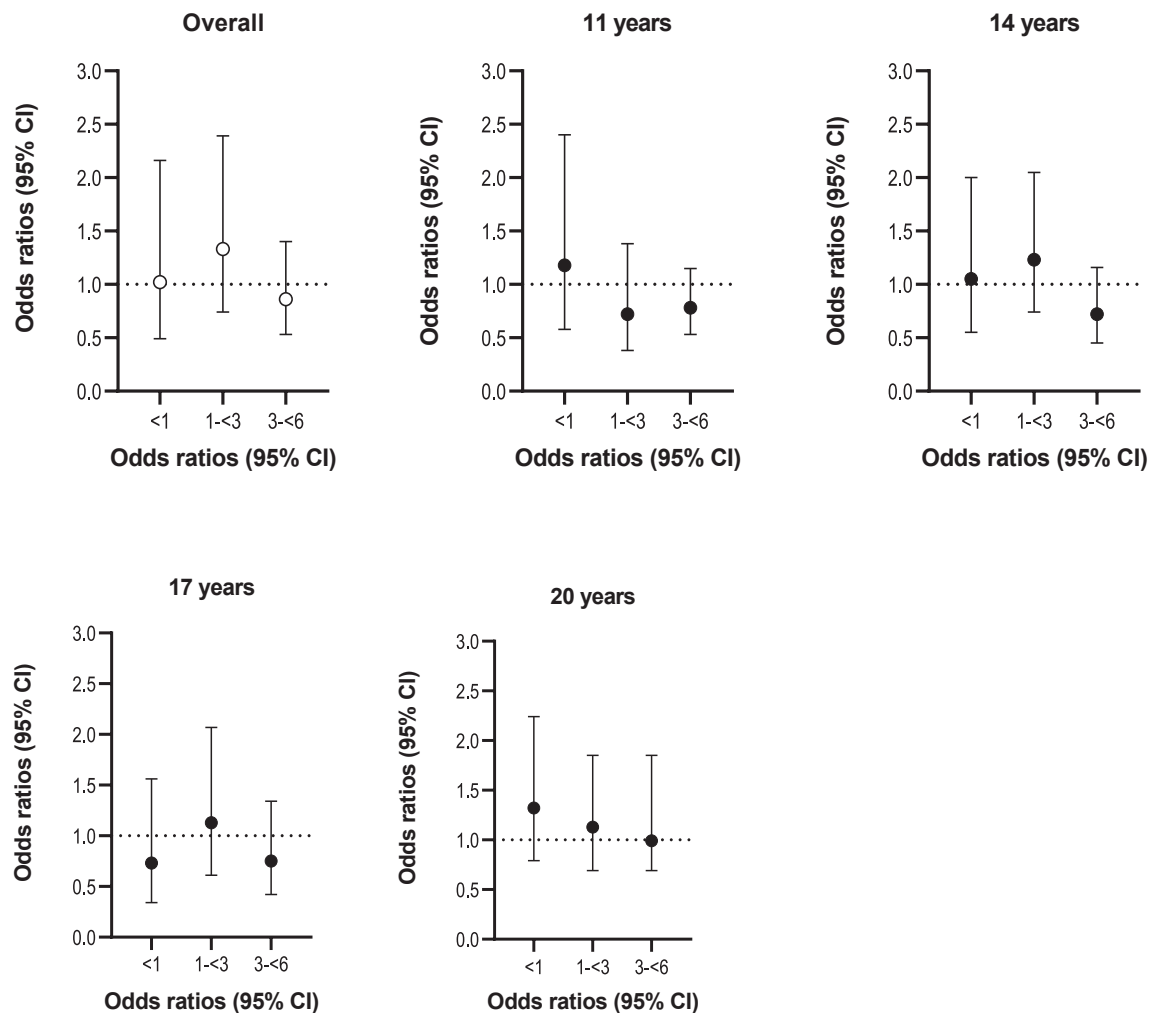 Overall
Odds ratios (95% CI)
3.0
2.5
2.0
1.5
1.0
0.5
0.0
<1 1-<3 3-<6
Odds ratios (95% CI)
11 years
Odds ratios (95% CI)
3.0
2.5
2.0
1.5
1.0
0.5
0.0
<1 1-<3 3-<6
Odds ratios (95% CI)
14 years
Odds ratios (95% CI)
3.0
2.5
2.0
1.5
1.0
0.5
0.0
<1 1-<3 3-<6
Odds ratios (95% CI)
17 years
Odds ratios (95% CI)
3.0
2.5
2.0
1.5
1.0
0.5
0.0
<1 1-<3 3-<6
Odds ratios (95% CI)
20 years
Odds ratios (95% CI)
3.0
2.5
2.0
1.5
1.0
0.5
0.0
<1 1-<3 3-<6
Odds ratios (95% CI)